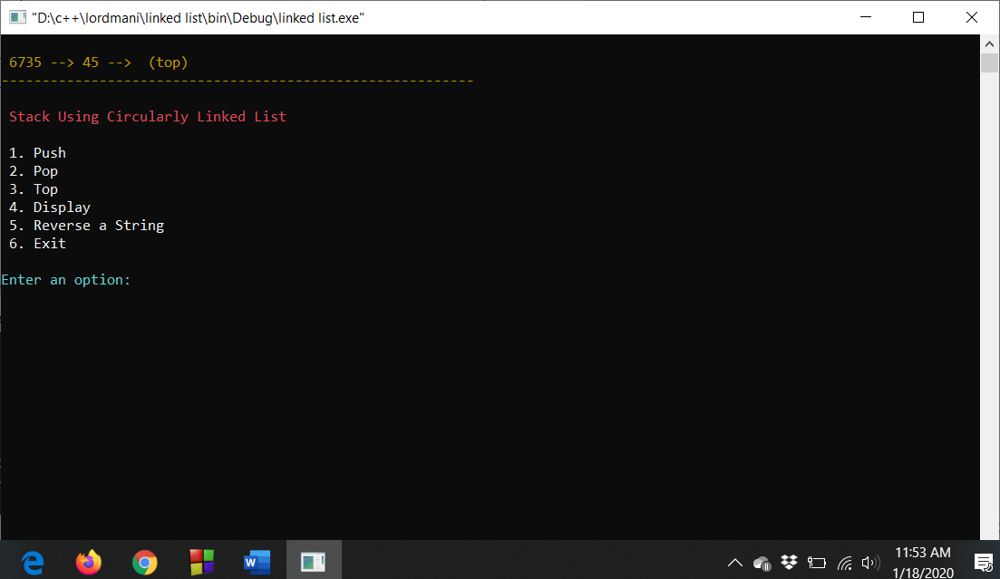 "D:\c++\lordmani\linked list\bin\Debug\linked list.exe"
6735 --> 45 -->  (top)
----------------------------------------------------------
Stack Using Circularly Linked List
1. Push
2. Pop
3. Top
4. Display
5. Reverse a String
6. Exit
Enter an option:
11:53 AM
1/18/2020